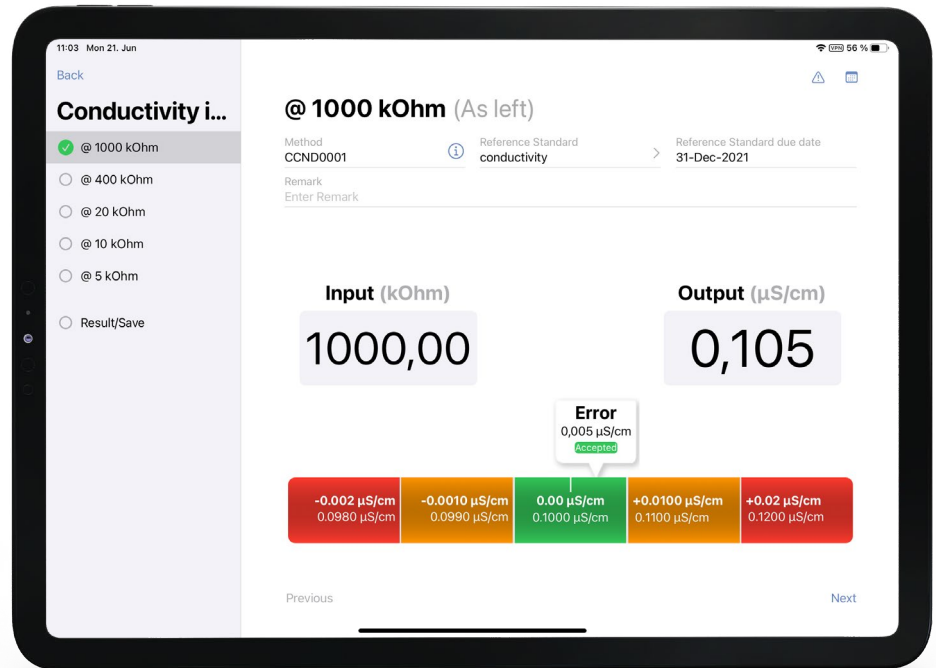 11:03 Mon 21. Jun
VPN 56 %
Back
Conductivity i...
@ 1000 kOhm
@ 400 kOhm
@ 20 kOhm
@ 10 kOhm
@ 5 kOhm
Result/Save
@ 1000 kOhm (As left)
Method
CCND0001
Reference Standard
conductivity
Reference Standard due date
31-Dec-2021
Remark
Enter Remark
Input (kOhm)
1000,00
Output (µS/cm)
0,105
Error
0,005 µS/cm
Accepted
-0.002 µS/cm
0.0980 µS/cm
-0.0010 µS/cm
0.0990 µS/cm
0.00 µS/cm
0.1000 µS/cm
+0.0100 µS/cm
0.1100 µS/cm
+0.02 µS/cm
0.1200 µS/cm
Previous
Next